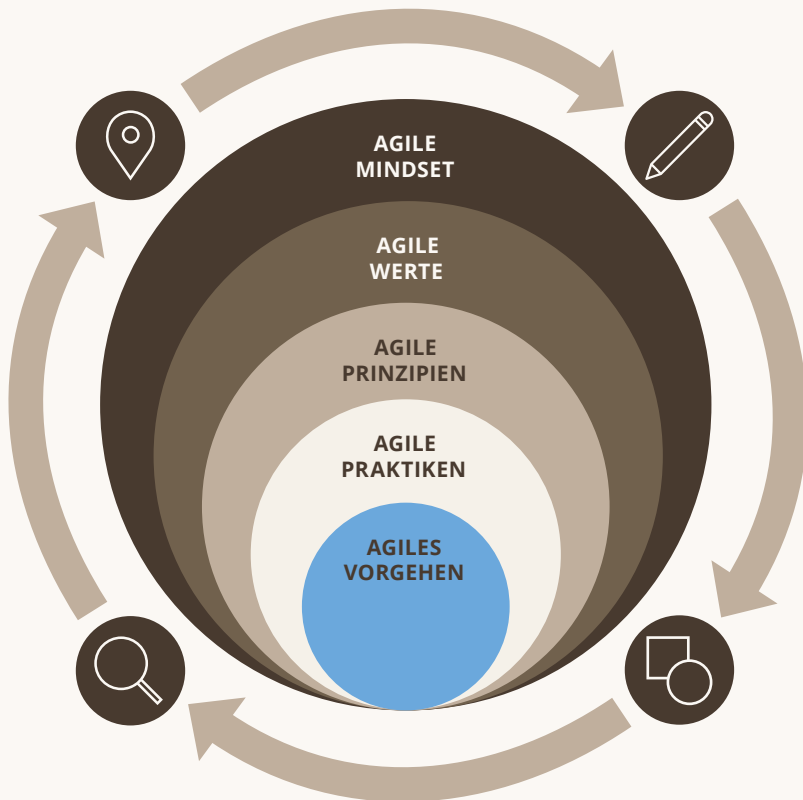 AGILE
MINDSET
AGILE
WERTE
AGILE
PRINZIPIEN
AGILE
PRAKTIKEN
AGILES
VORGEHEN